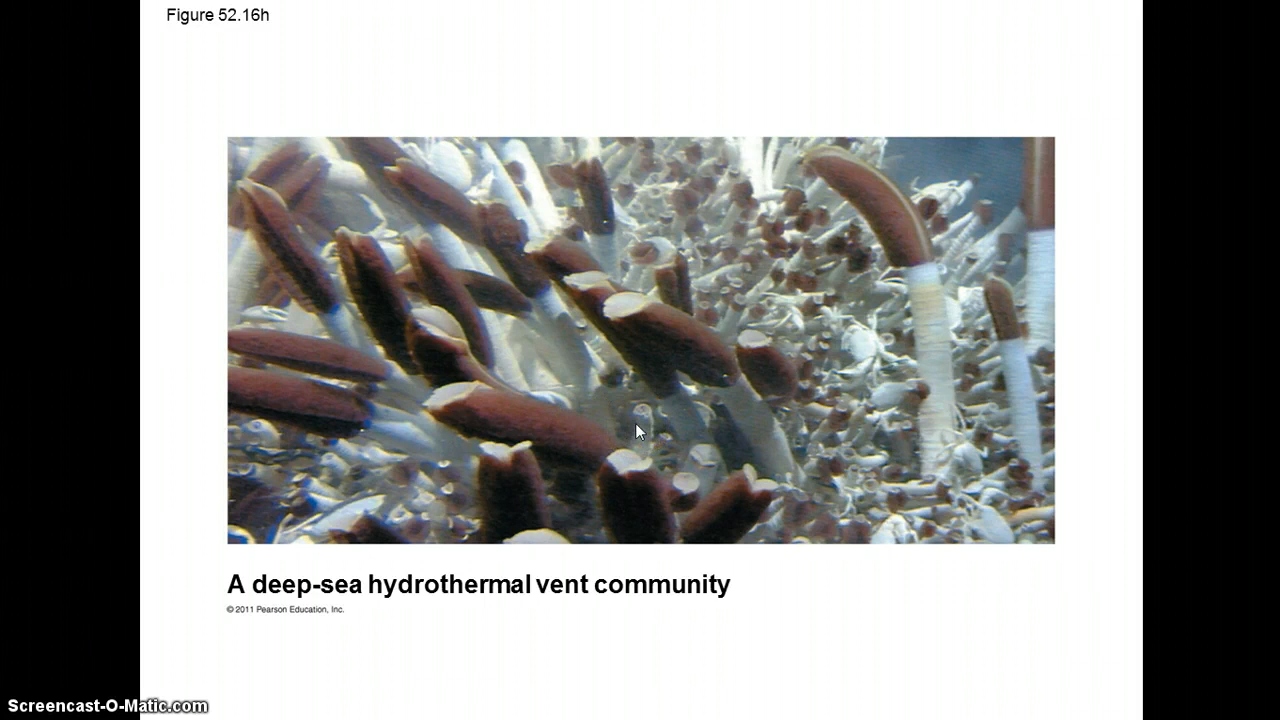 Figure 52.16h
A deep-sea hydrothermal vent community
© 2011 Pearson Education, Inc.
Screencast-O-Matic.com